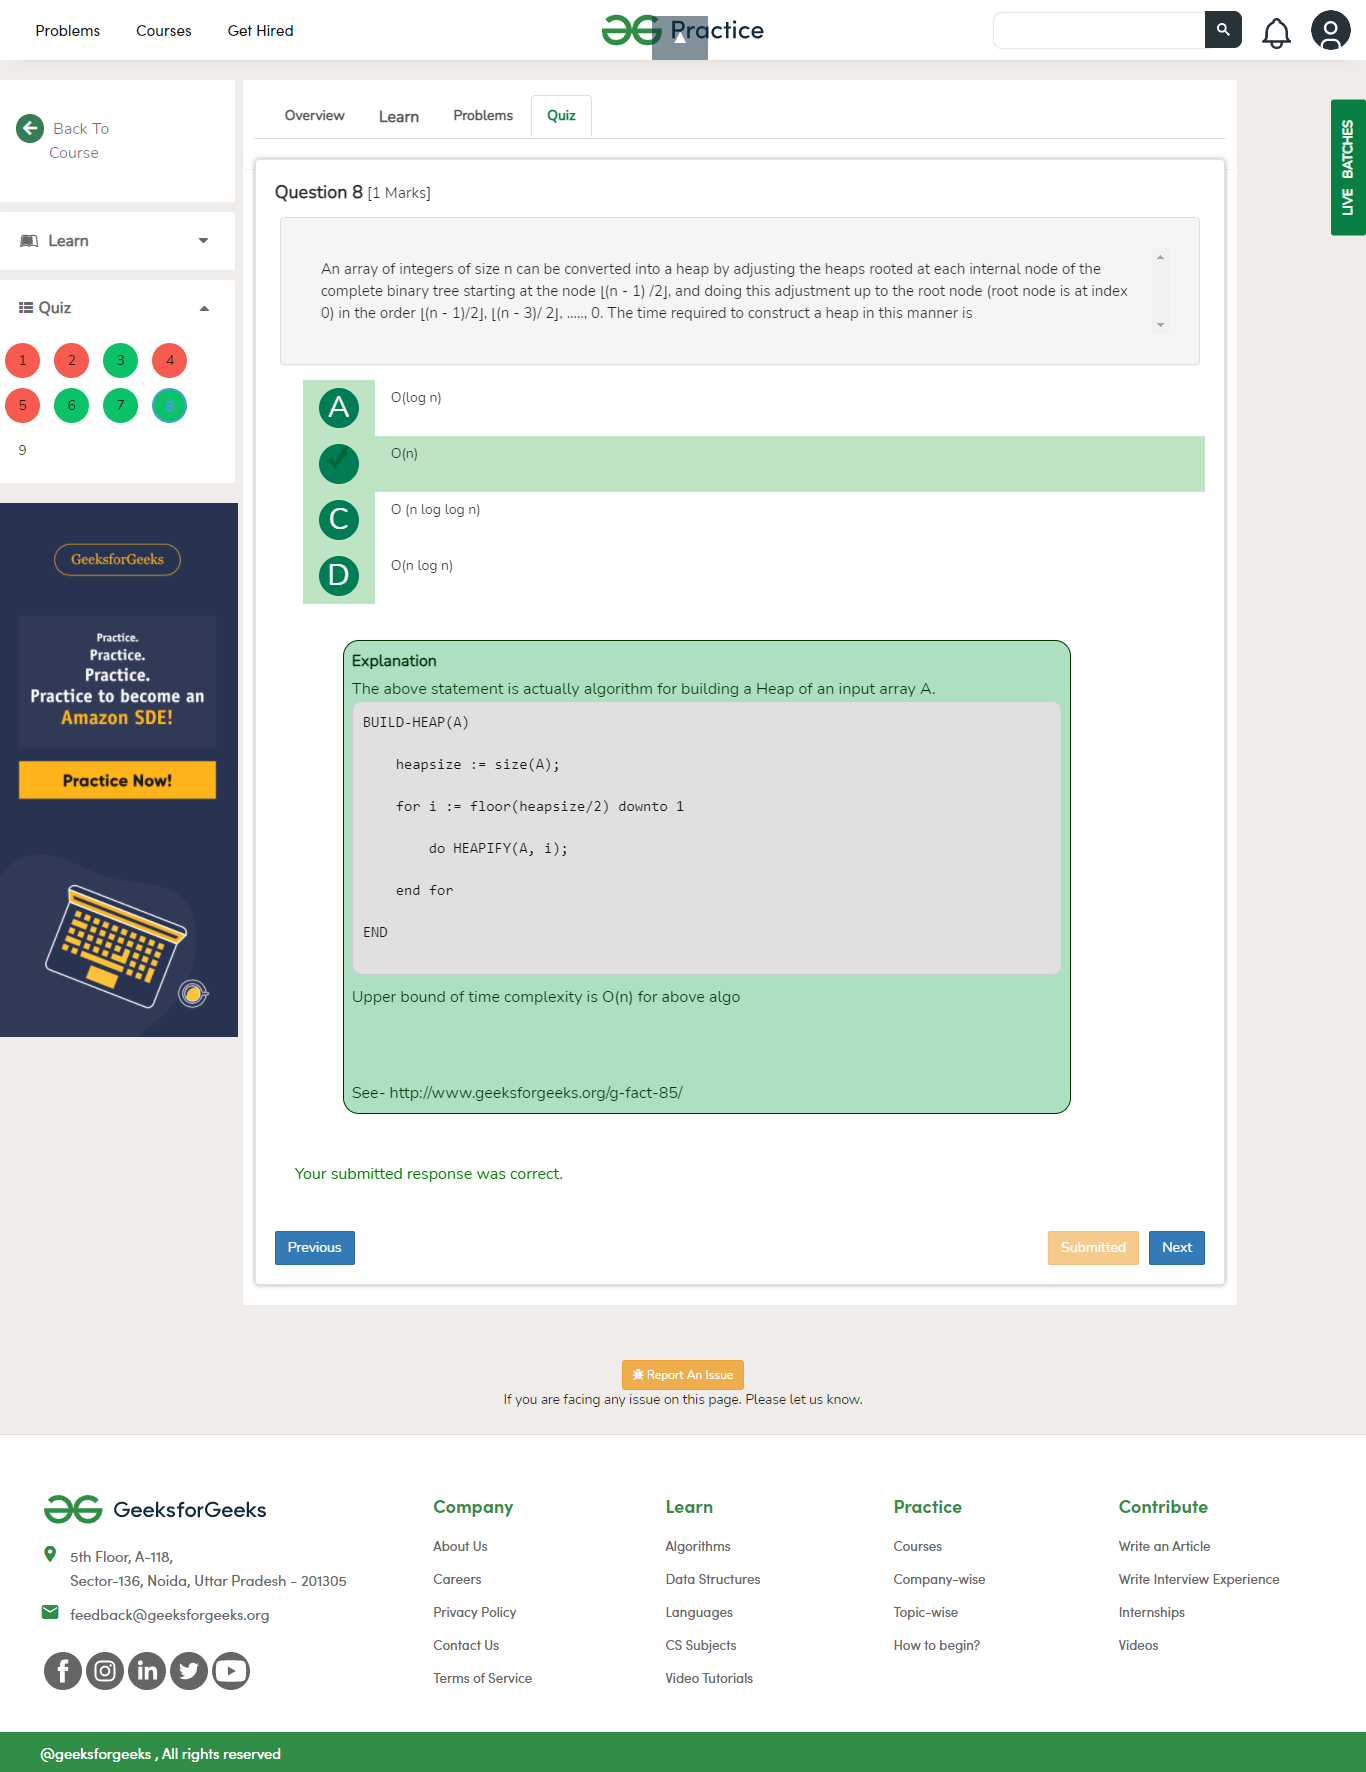 Problems
Courses
Get Hired
Practice
Back To
Course
Learn
Quiz
1 2 3 4
5 6 7 8
9
GeeksforGeeks
Practice.
Practice.
Practice.
Practice to become an
Amazon SDE!
Practice Now!
Overview
Learn
Problems
Quiz
LIVE BATCHES
Question 8 [1 Marks]
An array of integers of size n can be converted into a heap by adjusting the heaps rooted at each internal node of the
complete binary tree starting at the node ⌊(n - 1) /2⌋, and doing this adjustment up to the root node (root node is at index
0) in the order ⌊(n - 1)/2⌋, ⌊(n - 3)/ 2⌋, ....., 0. The time required to construct a heap in this manner is
A O(log n)
O(n)
C O (n log log n)
D O(n log n)
Explanation
The above statement is actually algorithm for building a Heap of an input array A.
BUILD-HEAP(A)
heapsize := size(A);
for i := floor(heapsize/2) downto 1
do HEAPIFY(A, i);
end for
END
Upper bound of time complexity is O(n) for above algo
See- http://www.geeksforgeeks.org/g-fact-85/
Your submitted response was correct.
Previous
Submitted
Next
Report An Issue
If you are facing any issue on this page. Please let us know.
GeeksforGeeks
5th Floor, A-118,
Sector-136, Noida, Uttar Pradesh - 201305
feedback@geeksforgeeks.org
Company
About Us
Careers
Privacy Policy
Contact Us
Terms of Service
Learn
Algorithms
Data Structures
Languages
CS Subjects
Video Tutorials
Practice
Courses
Company-wise
Topic-wise
How to begin?
Contribute
Write an Article
Write Interview Experience
Internships
Videos
@geeksforgeeks , All rights reserved